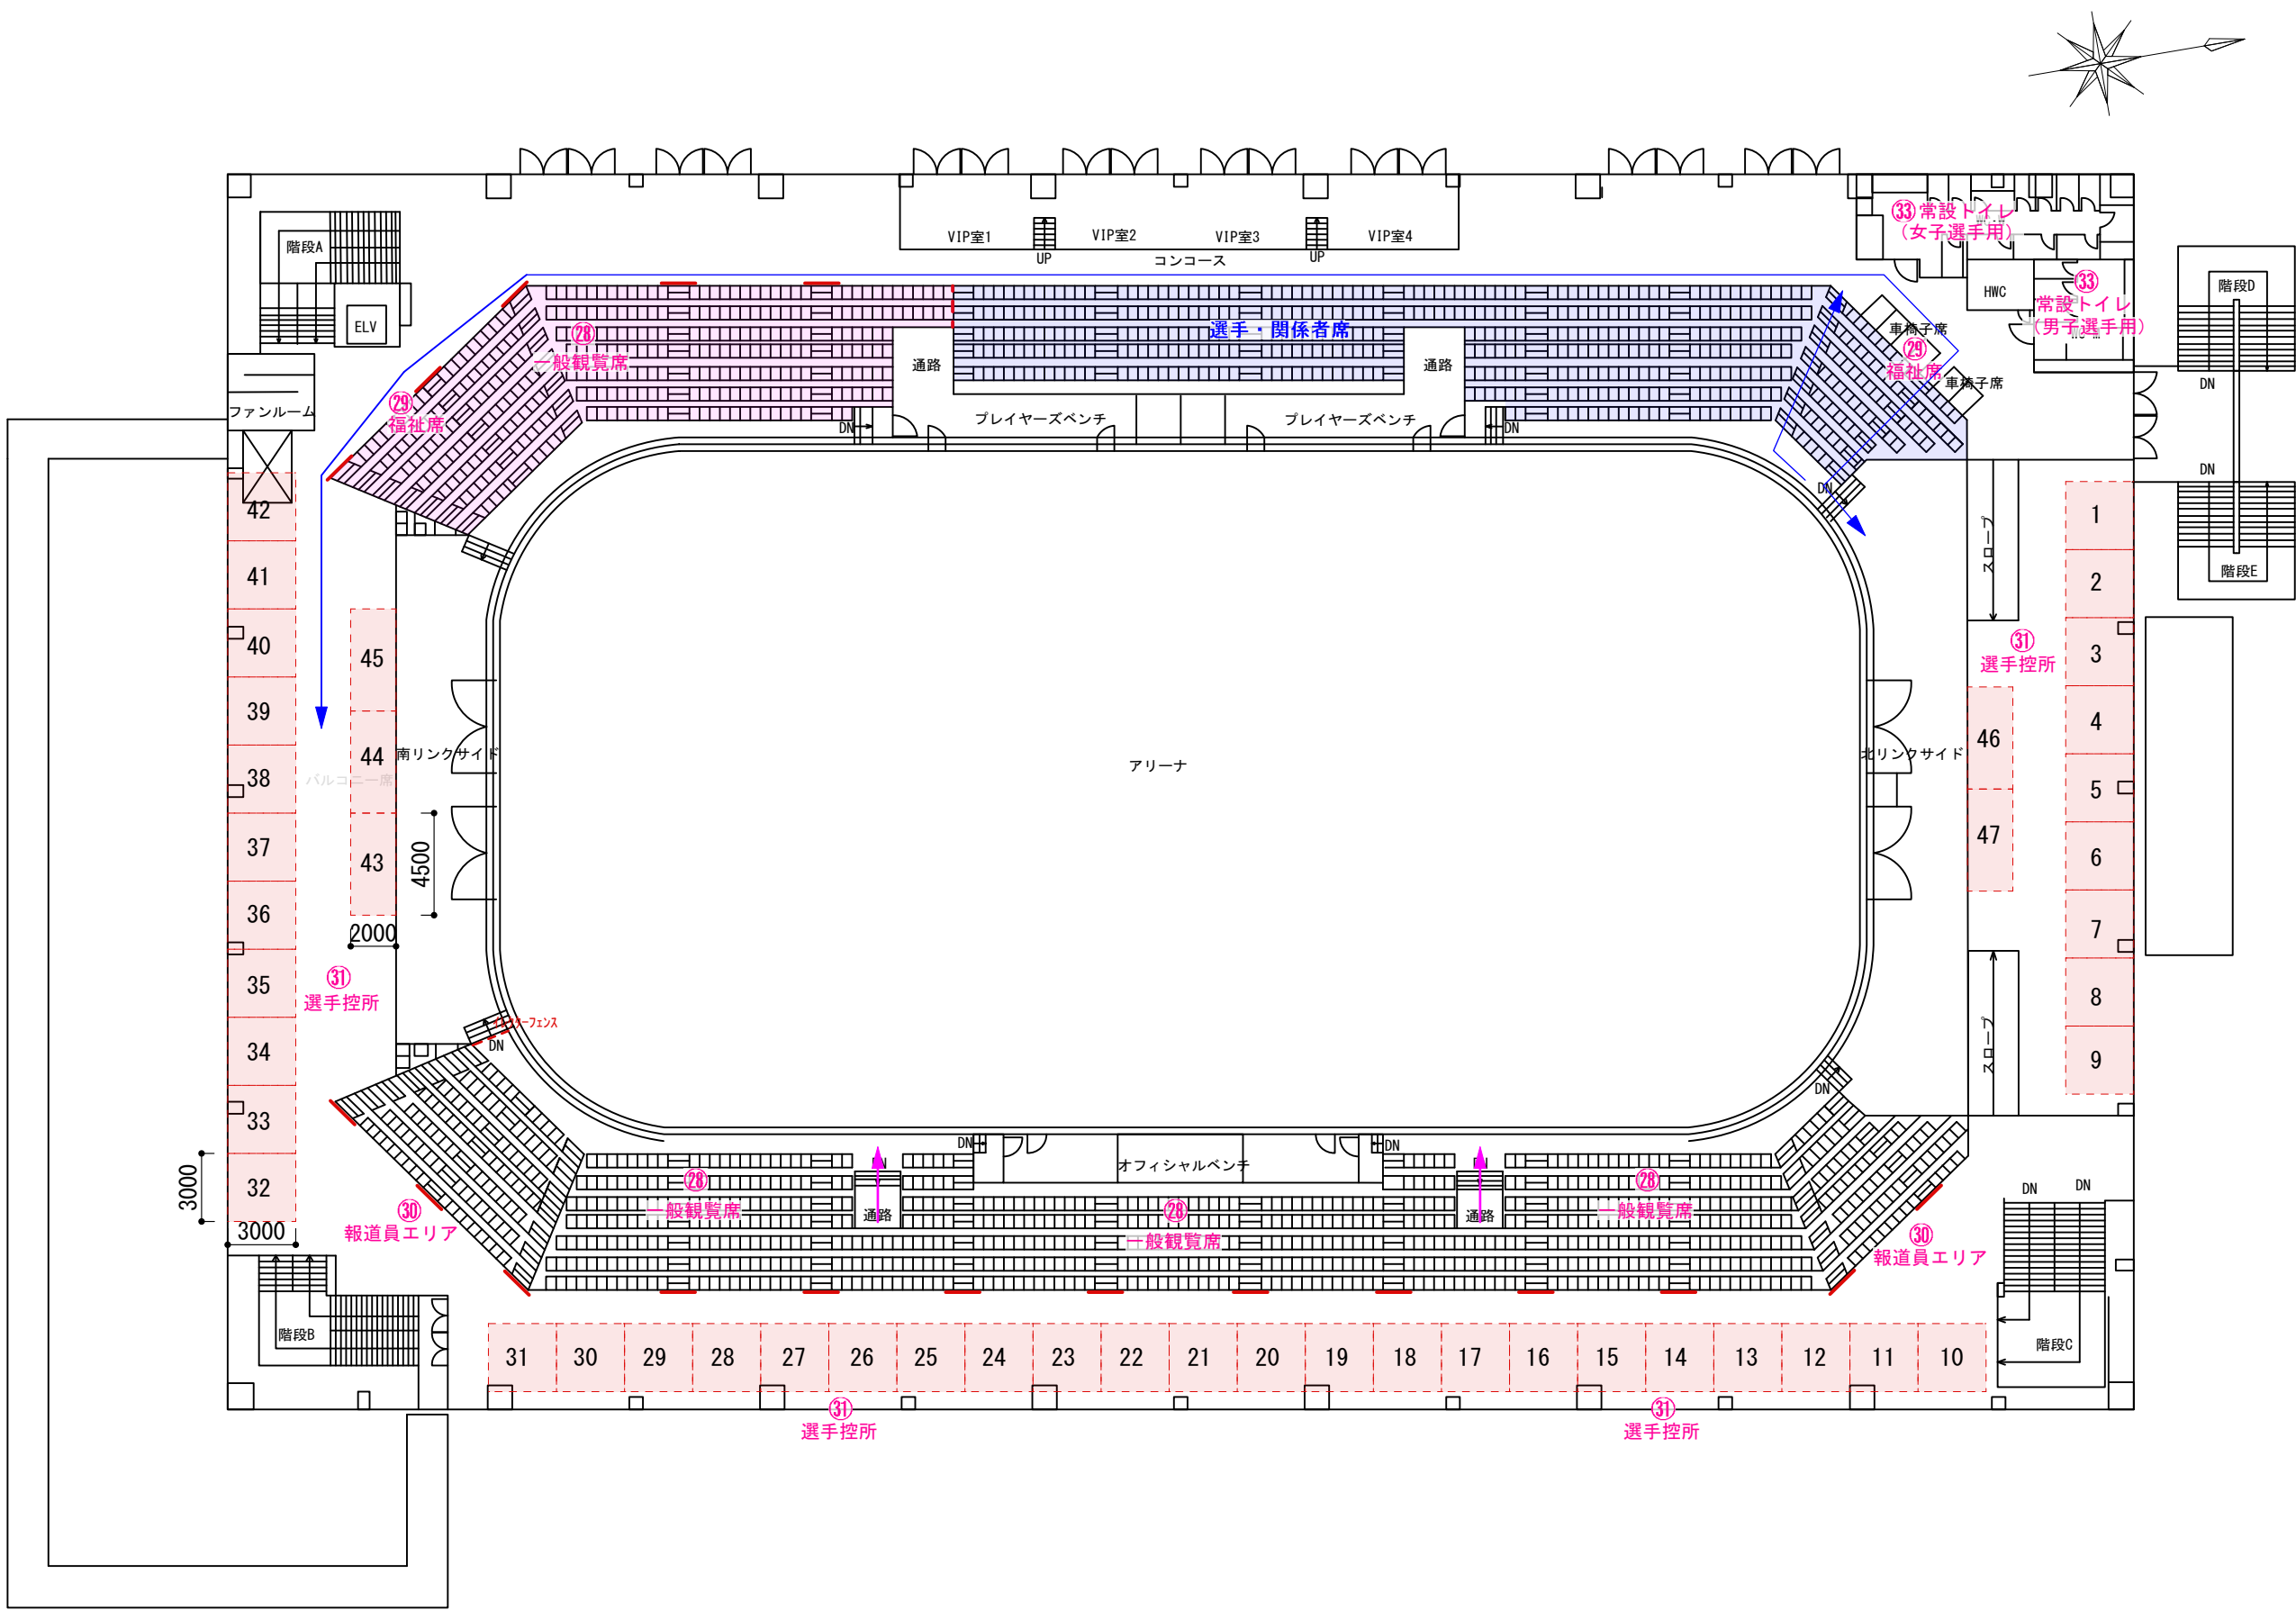 階段A
ELV
ファンルーム
VIP室1
VIP室2
VIP室3
VIP室4
UP
UP
コンコース
㉝常設トイレ
(女子選手用)
HWC
㉝
常設トイレ
(男子選手用)
階段D
DN
DN
階段E
㉘
一般観覧席
㉙
福祉席
選手・関係者席
車椅子席
㉙
福祉席
車椅子席
通路
通路
DN
プレイヤーズベンチ
プレイヤーズベンチ
DN
DN
42
41
40
39
38
37
36
35
34
33
32
45
44
43
バルコニー席
南リンクサイド
4500
2000
㉛
選手控所
アリーナ
北リンクサイド
スロープ
㉛
選手控所
46
47
スロープ
1
2
3
4
5
6
7
8
9
DN
DN
DN
オフィシャルベンチ
DN
DN
DN
DN
通路
通路
㉘
一般観覧席
㉘
一般観覧席
㉘
一般観覧席
㉚
報道員エリア
㉚
報道員エリア
3000
3000
DN
DN
階段B
階段C
31
30
29
28
27
26
25
24
23
22
21
20
19
18
17
16
15
14
13
12
11
10
㉛
選手控所
㉛
選手控所